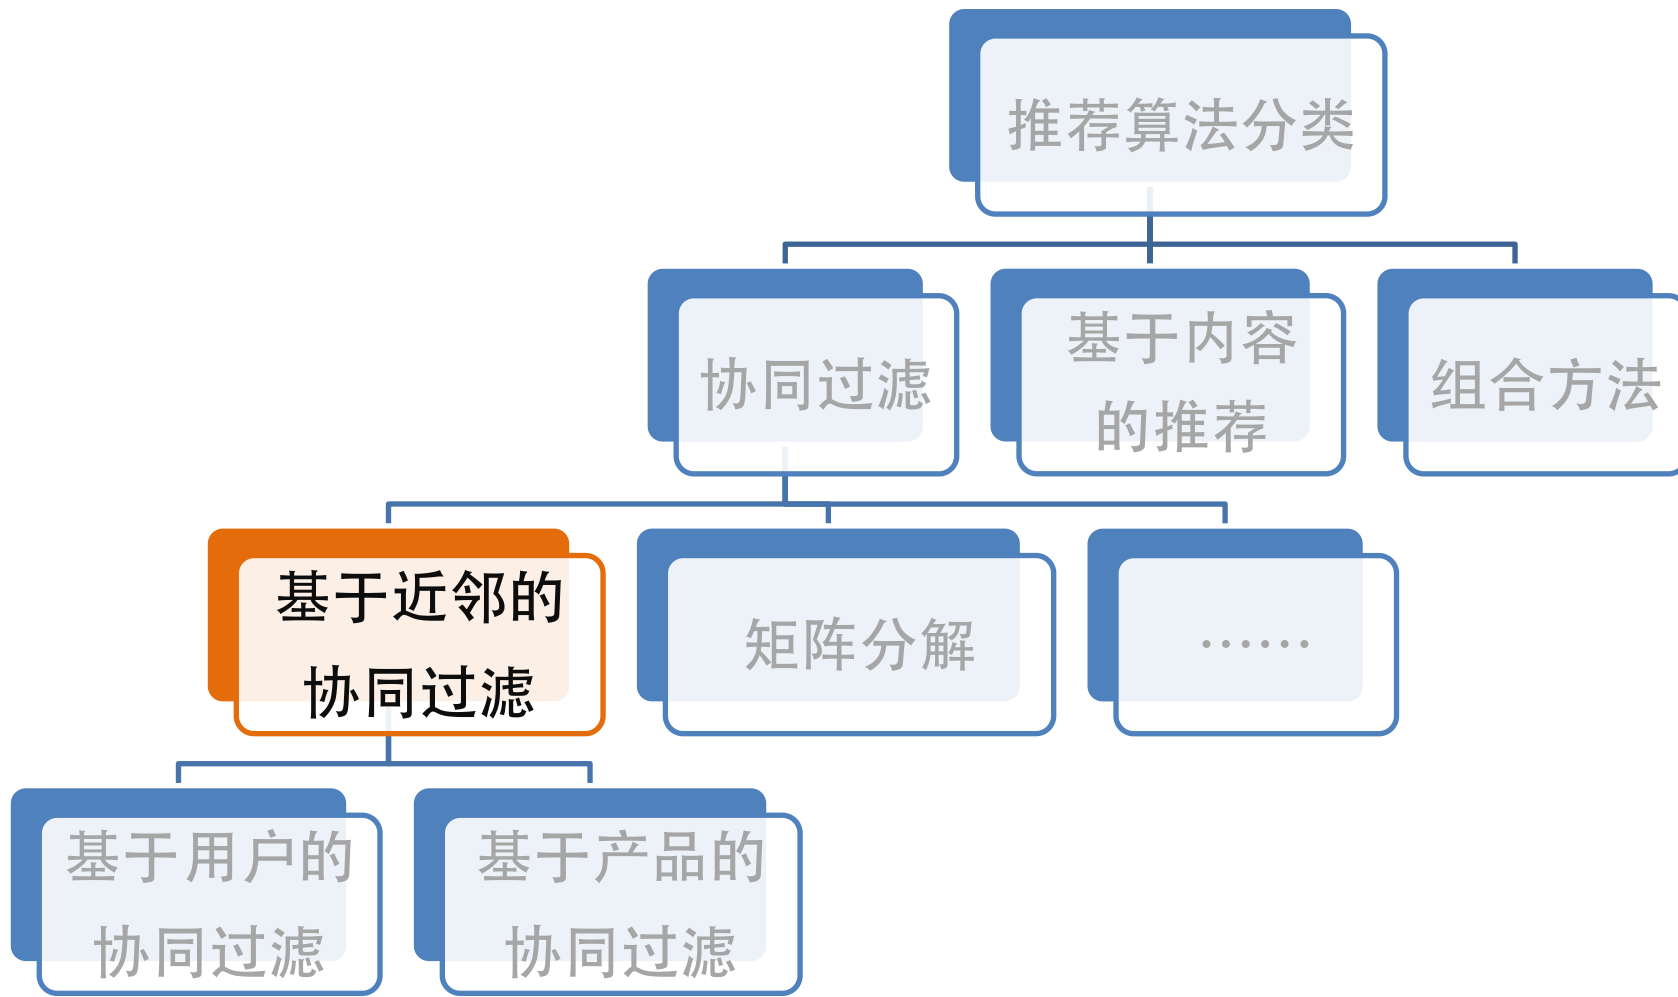 推荐算法分类
协同过滤
基于内容
的推荐
组合方法
基于近邻的
协同过滤
矩阵分解
……
基于用户的
协同过滤
基于产品的
协同过滤